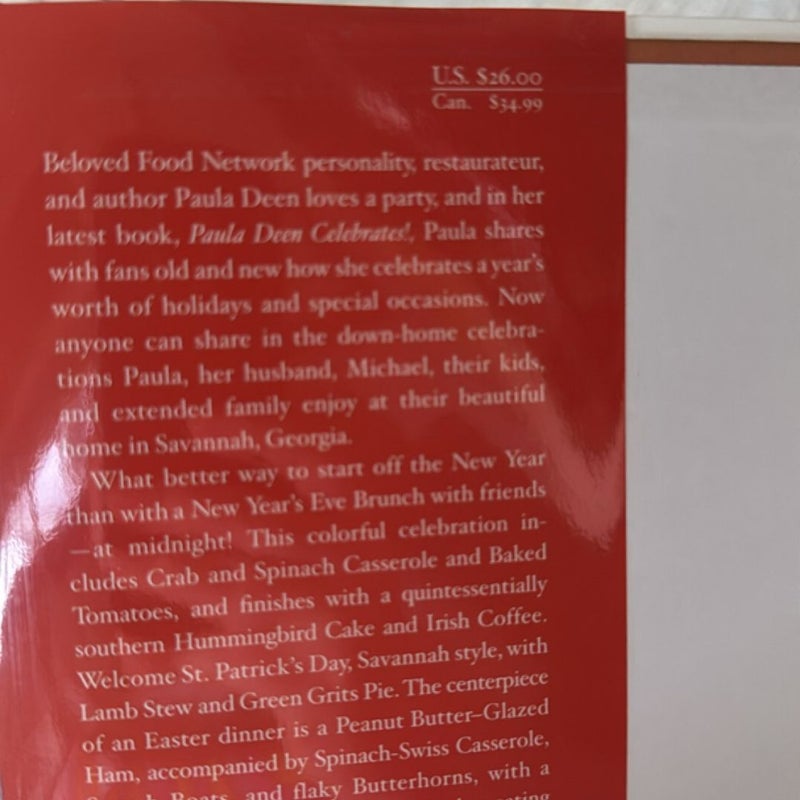 U.S. $26.00
Can. $34.99
Beloved Food Network personality, restaurateur,
and author Paula Deen loves a party, and in her
latest book, Paula Deen Celebrates!, Paula shares
with fans old and new how she celebrates a year's
worth of holidays and special occasions. Now
anyone can share in the down-home celebra-
tions Paula, her husband, Michael, their kids,
and extended family enjoy at their beautiful
home in Savannah, Georgia.
What better way to start off the New Year
than with a New Year's Eve Brunch with friends
—at midnight! This colorful celebration in-
cludes Crab and Spinach Casserole and Baked
Tomatoes, and finishes with a quintessentially
southern Hummingbird Cake and Irish Coffee.
Welcome St. Patrick's Day, Savannah style, with
Lamb Stew and Green Grits Pie. The centerpiece
of an Easter dinner is a Peanut Butter–Glazed
Ham, accompanied by Spinach-Swiss Casserole,
Boats, and flaky Butterhorns, with a